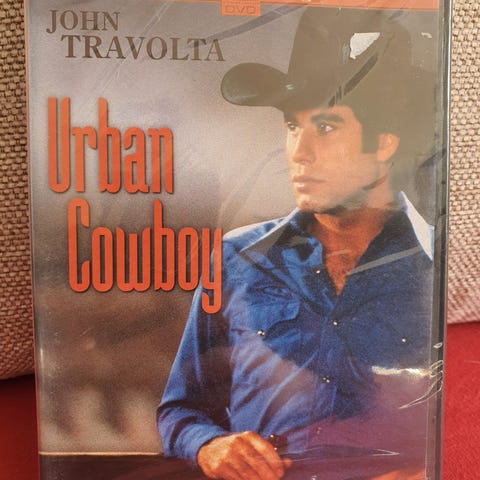 DVD
JOHN
TRAVOLTA
Urban
Cowboy